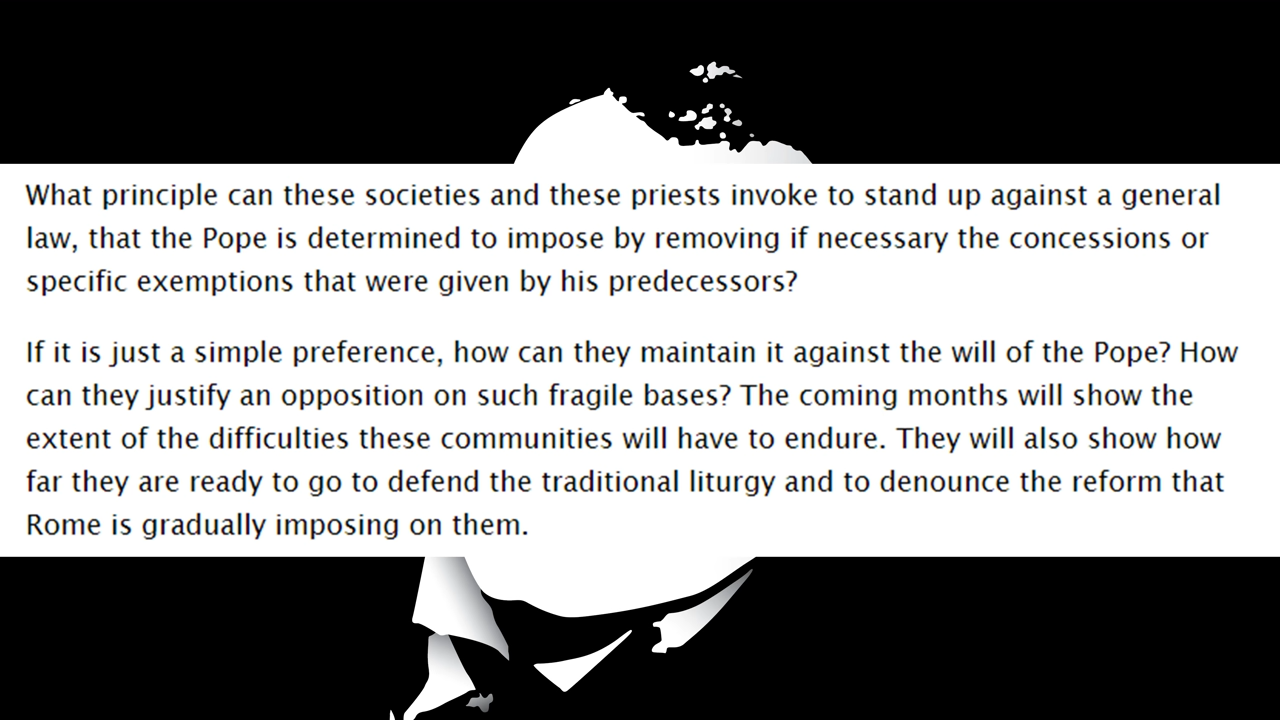 What principle can these societies and these priests invoke to stand up against a general
law, that the Pope is determined to impose by removing if necessary the concessions or
specific exemptions that were given by his predecessors?
If it is just a simple preference, how can they maintain it against the will of the Pope? How
can they justify an opposition on such fragile bases? The coming months will show the
extent of the difficulties these communities will have to endure. They will also show how
far they are ready to go to defend the traditional liturgy and to denounce the reform that
Rome is gradually imposing on them.